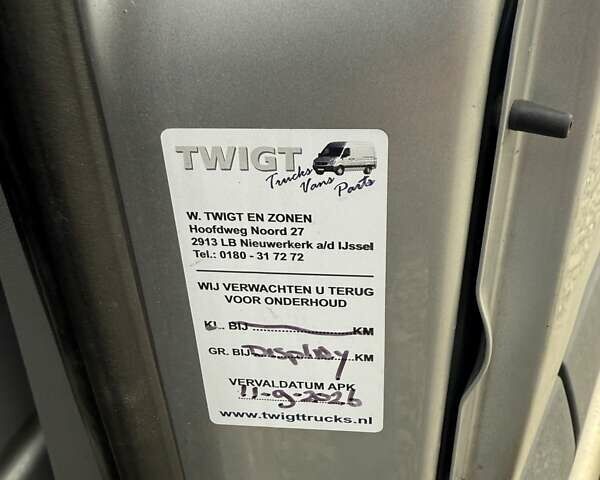 TWIGT
Trucks
Vans
Parts
W. TWIGT EN ZONEN
Hoofdweg Noord 27
2913 LB Nieuwerkerk a/d IJssel
Tel.: 0180 - 31 72 72
WIJ VERWACHTEN U TERUG
VOOR ONDERHOUD
KL. BIJ KM
GR. BIJ Display KM
VERVALDATUM APK
11-9-2026
www.twigttrucks.nl